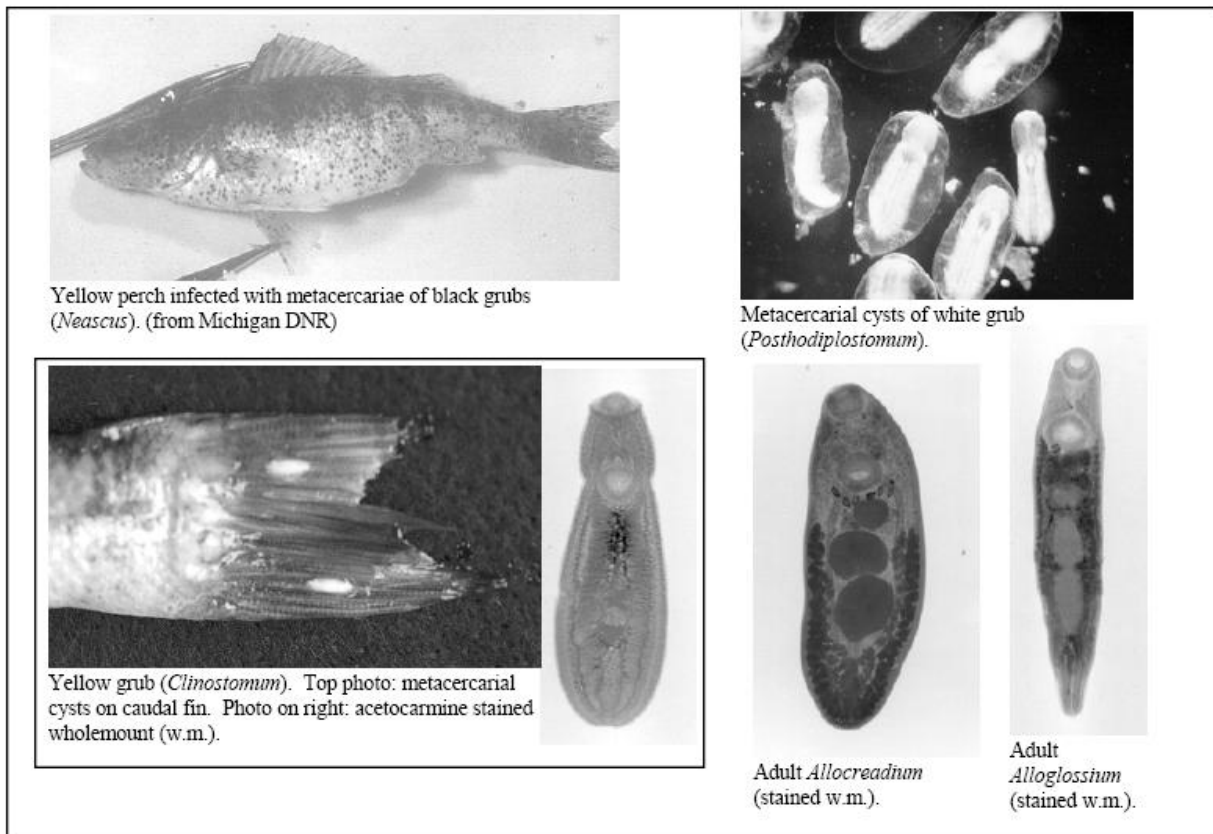 Yellow perch infected with metacercariae of black grubs
(Neascus). (from Michigan DNR)
Metacercarial cysts of white grub
(Posthodiplostomum).
Yellow grub (Clinostomum). Top photo: metacercarial
cysts on caudal fin. Photo on right: acetocarmine stained
wholemount (w.m.).
Adult Allocreadium
(stained w.m.).
Adult
Alloglossium
(stained w.m.).